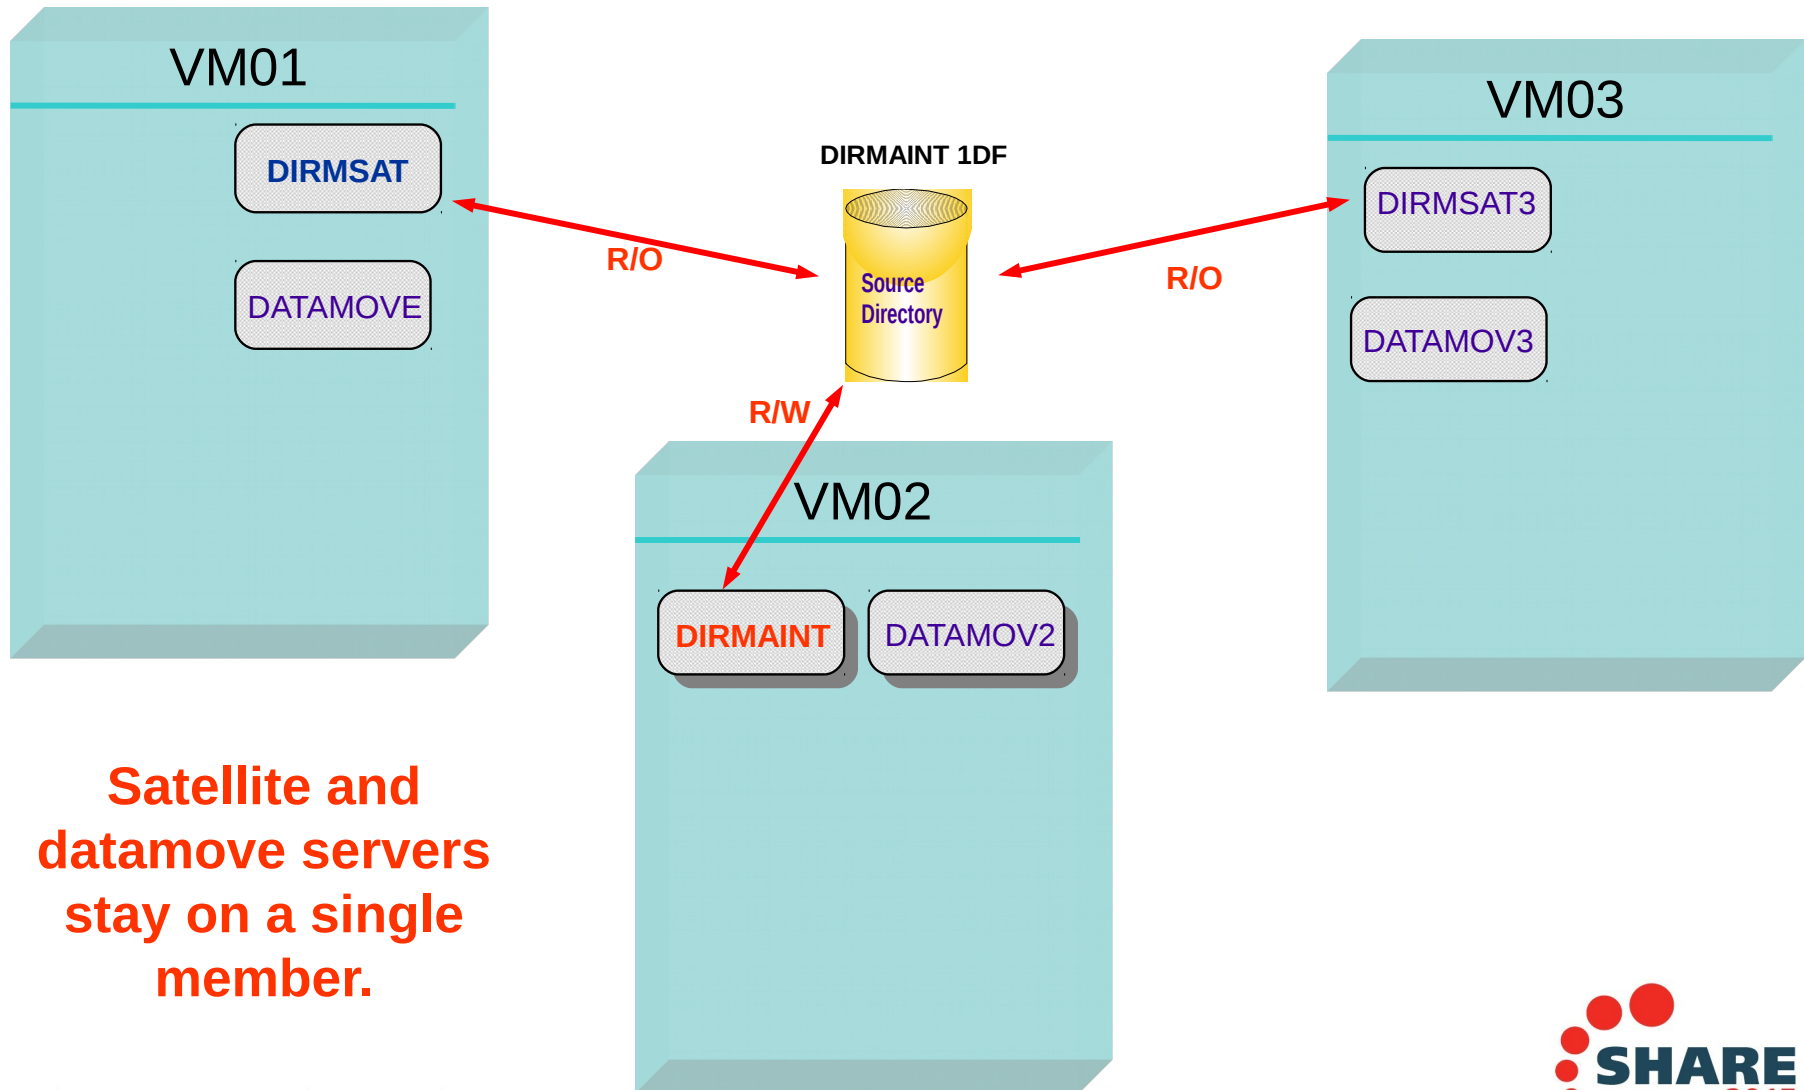 VM01
DIRMSAT
DATAMOVE
R/O
DIRMAINT 1DF
Source
Directory
R/O
R/W
VM03
DIRMSAT3
DATAMOV3
VM02
DIRMAINT
DATAMOV2
Satellite and
datamove servers
stay on a single
member.
SHARE